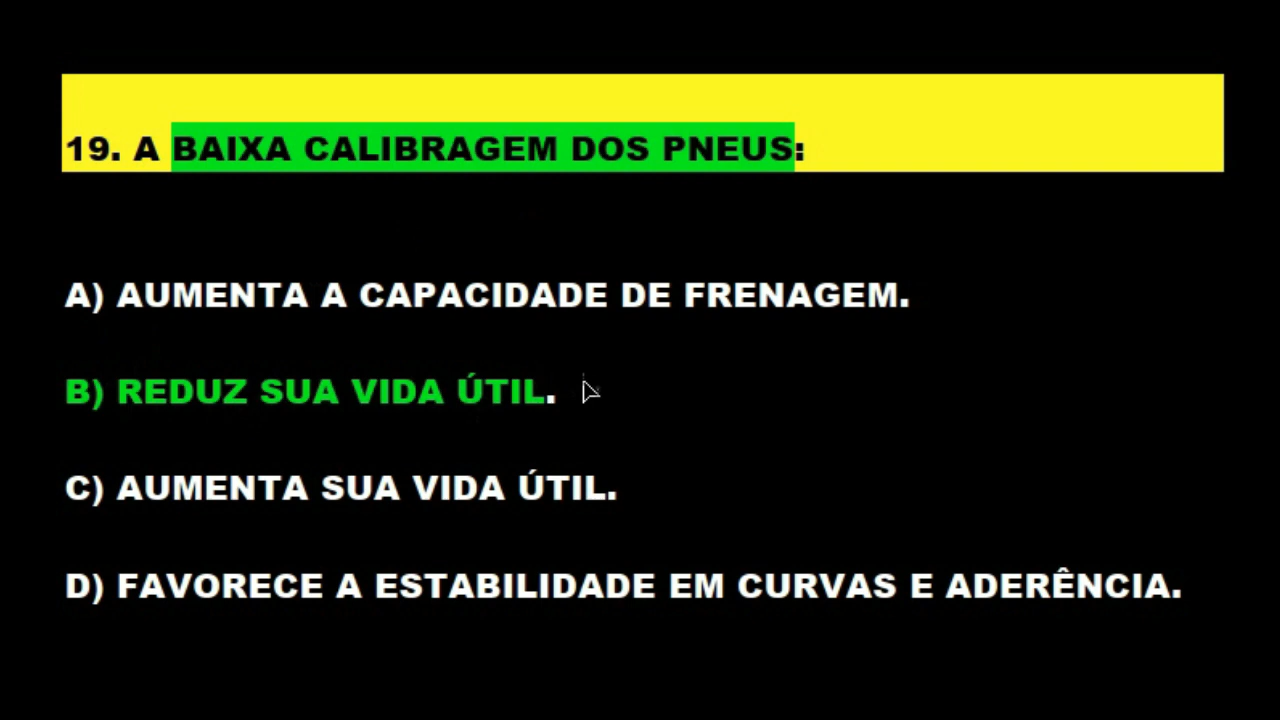 19. A BAIXA CALIBRAGEM DOS PNEUS:
A) AUMENTA A CAPACIDADE DE FRENAGEM.
B) REDUZ SUA VIDA ÚTIL.
C) AUMENTA SUA VIDA ÚTIL.
D) FAVORECE A ESTABILIDADE EM CURVAS E ADERÊNCIA.